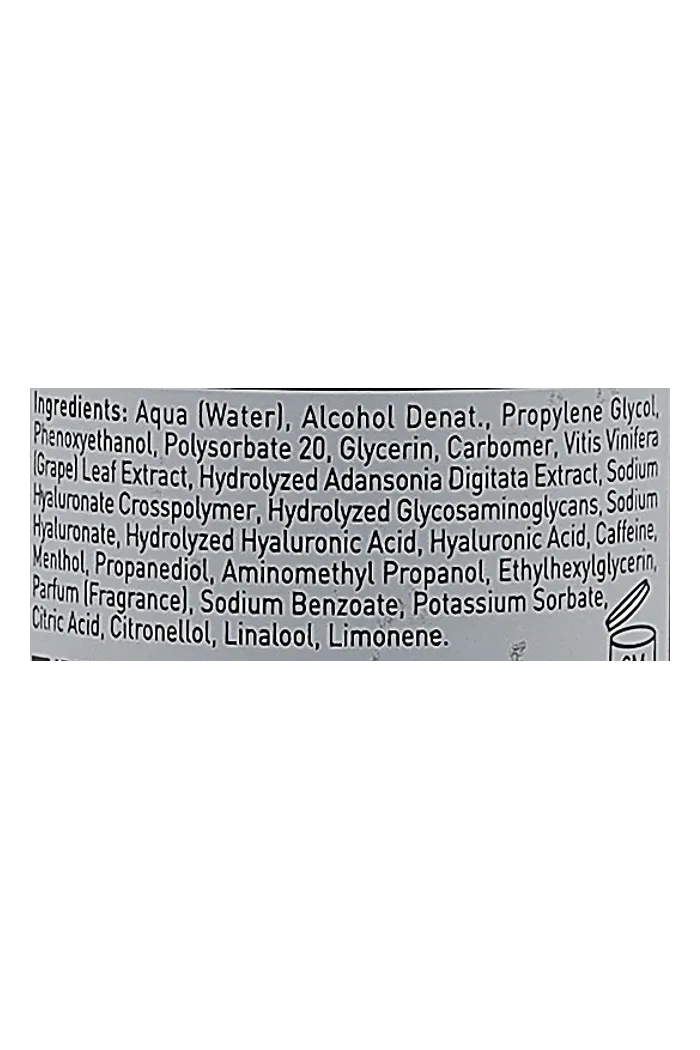 Ingredients: Aqua (Water), Alcohol Denat., Propylene Glycol,
Phenoxyethanol, Polysorbate 20, Glycerin, Carbomer, Vitis Vinifera
(Grape) Leaf Extract, Hydrolyzed Adansonia Digitata Extract, Sodium
Hyaluronate Crosspolymer, Hydrolyzed Glycosaminoglycans, Sodium
Hyaluronate, Hydrolyzed Hyaluronic Acid, Hyaluronic Acid, Caffeine,
Menthol, Propanediol, Aminomethyl Propanol, Ethylhexylglycerin,
Parfum (Fragrance), Sodium Benzoate, Potassium Sorbate,
Citric Acid, Citronellol, Linalool, Limonene.